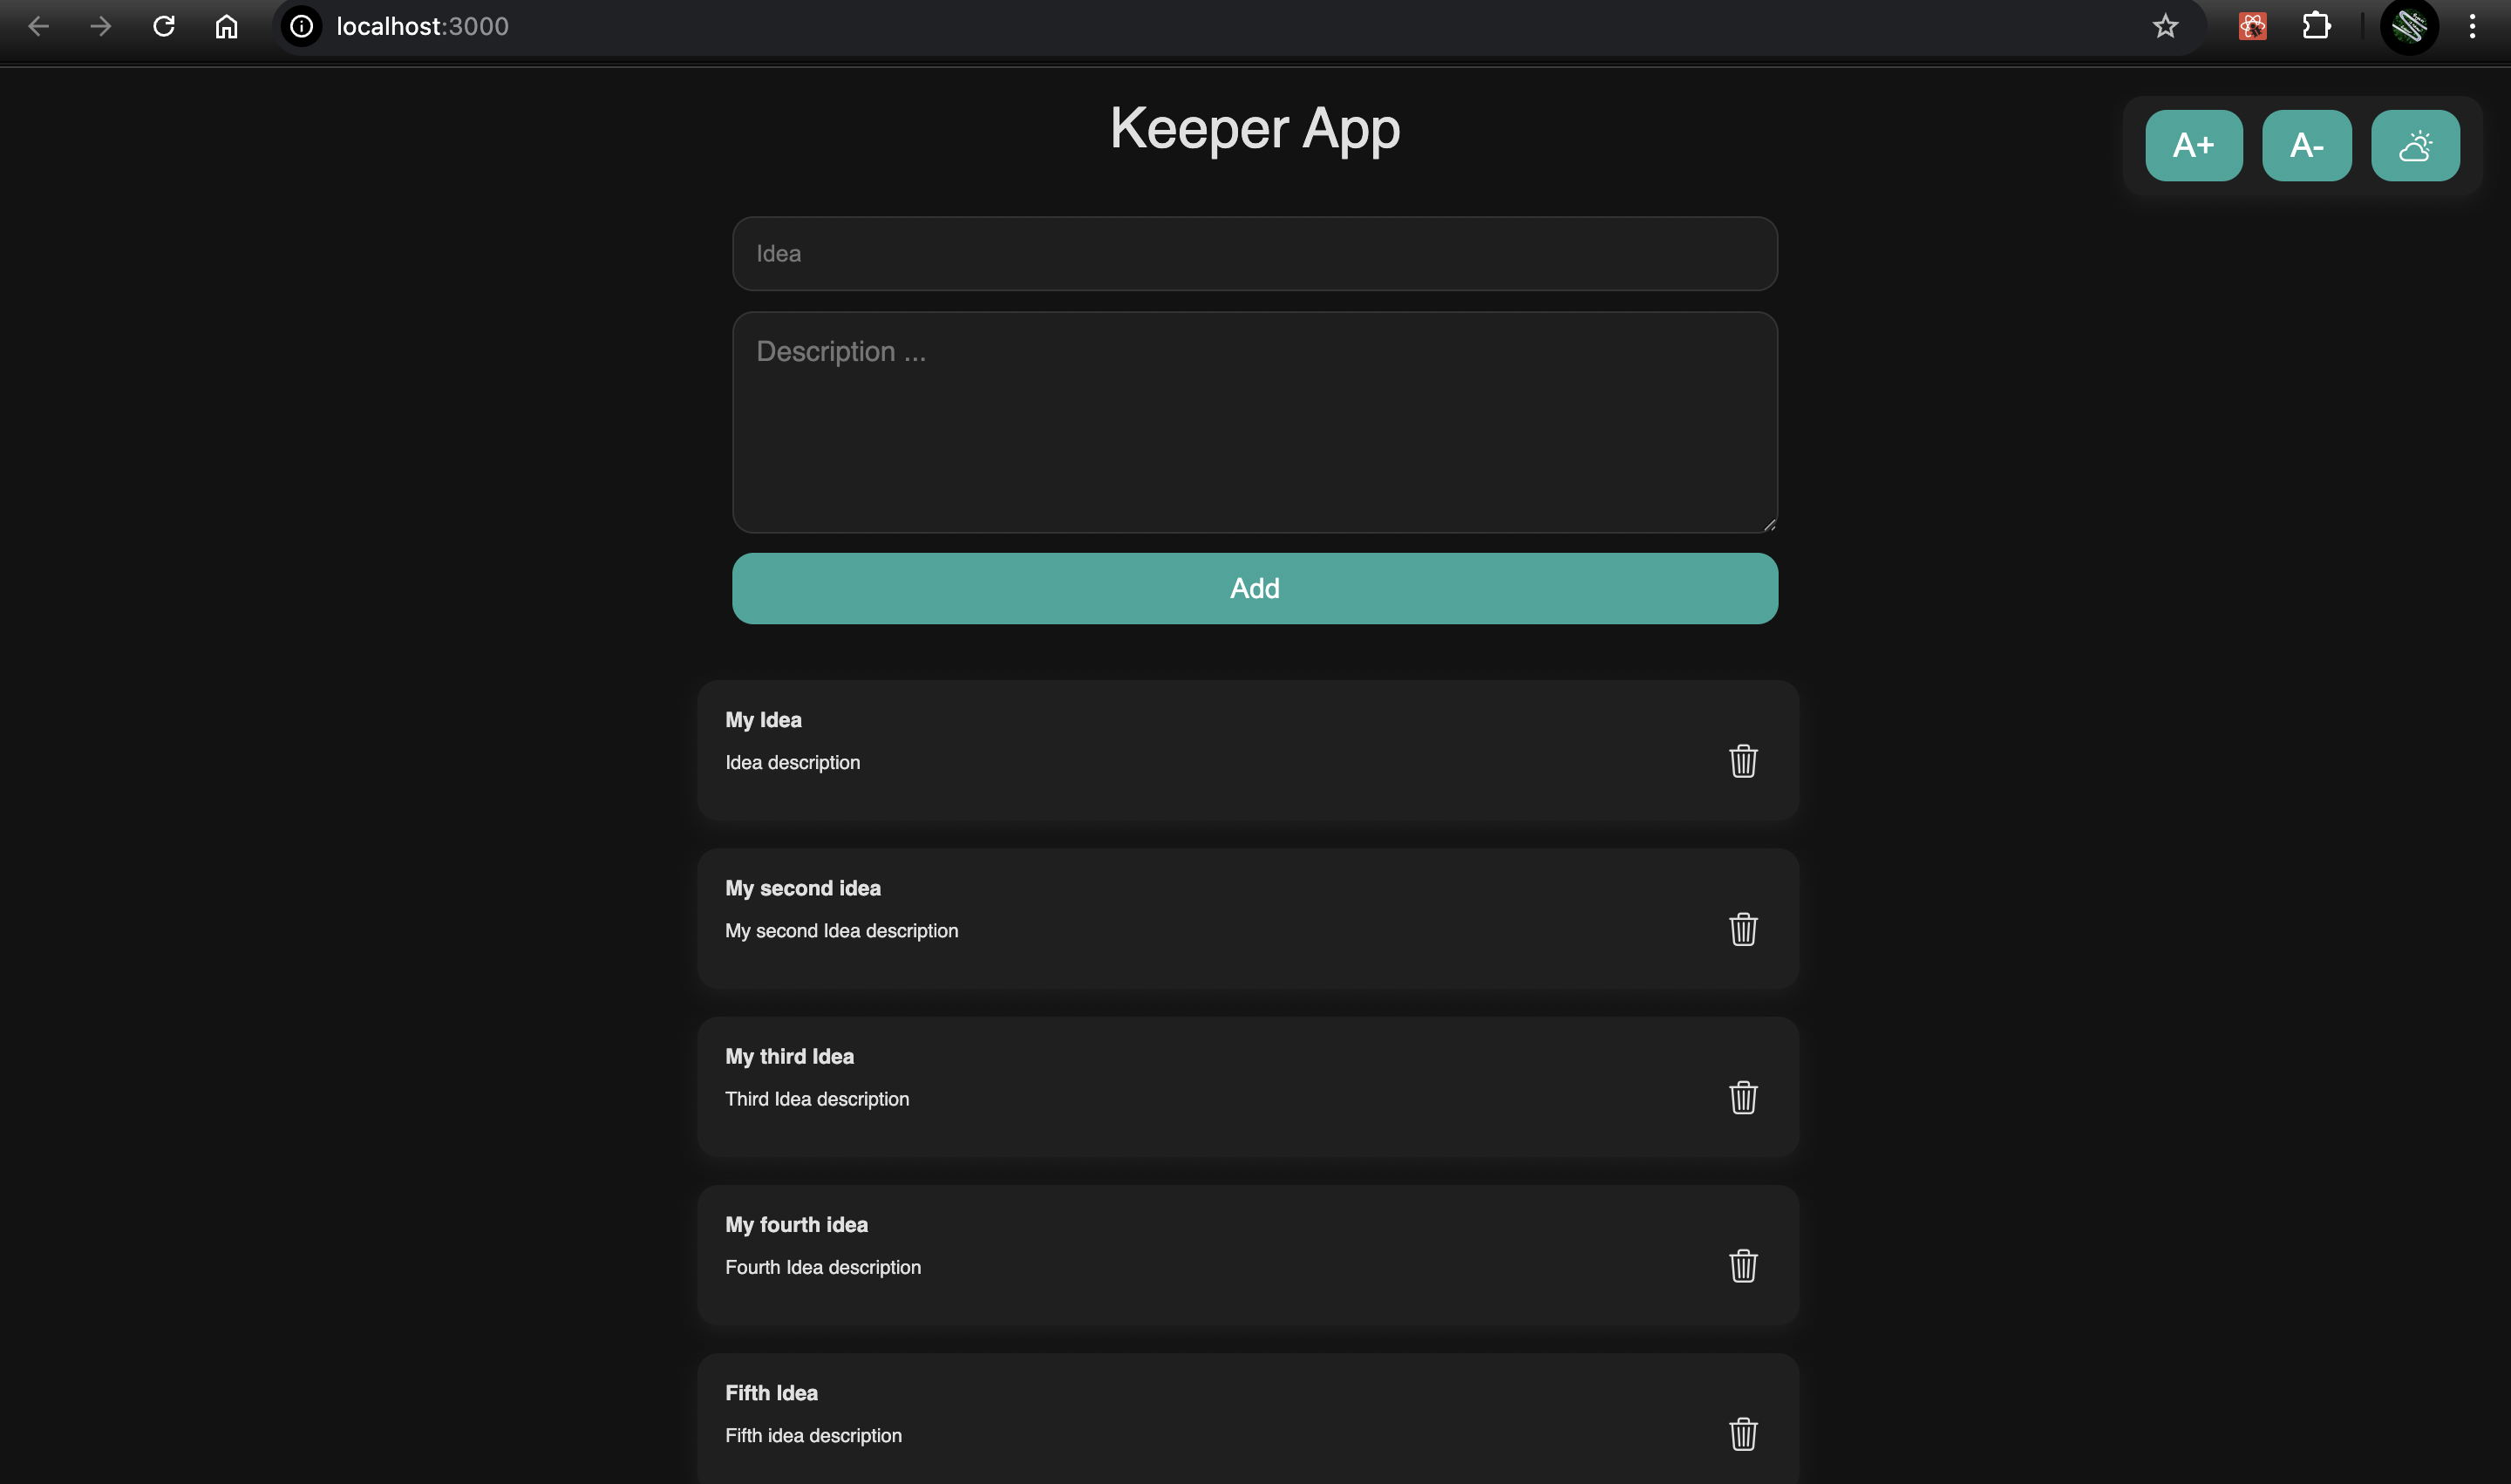 localhost:3000
Keeper App
A+ A-
Idea
Description ...
Add
My Idea
Idea description
My second idea
My second Idea description
My third Idea
Third Idea description
My fourth idea
Fourth Idea description
Fifth Idea
Fifth idea description